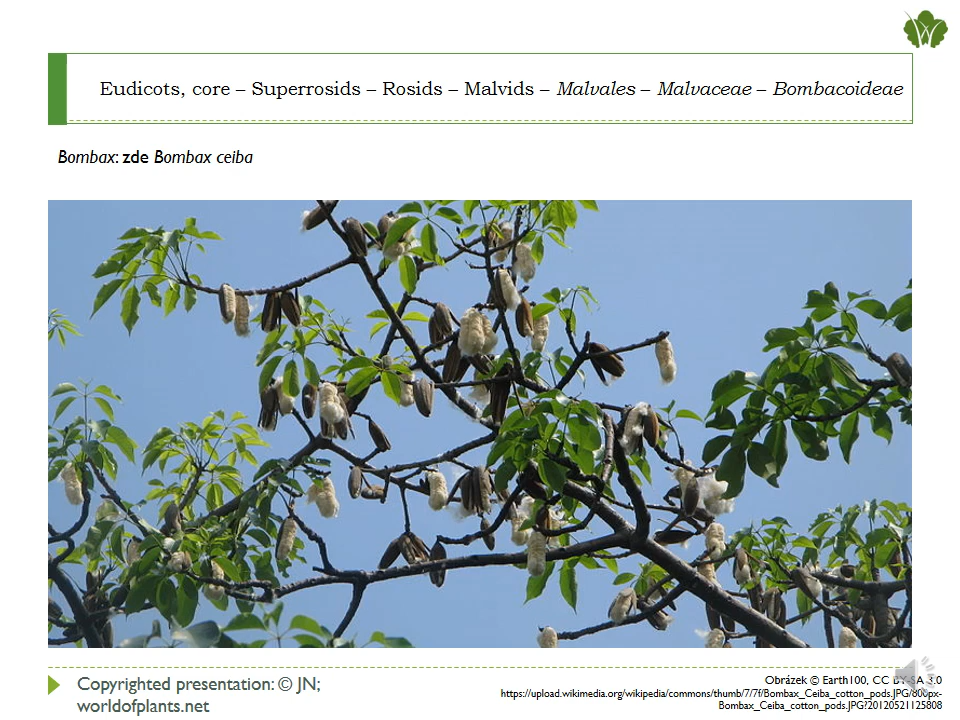 Eudicots, core – Superrosids – Rosids – Malvids – Malvales – Malvaceae – Bombacoideae
Bombax: zde Bombax ceiba
Copyrighted presentation: © JN;
worldofplants.net
Obrázek © Earth100, CC BY-SA 3.0
https://upload.wikimedia.org/wikipedia/commons/thumb/7/7f/Bombax_Ceiba_cotton_pods.JPG/800px-
Bombax_Ceiba_cotton_pods.JPG?20120521125808